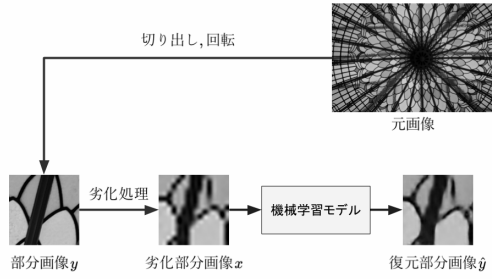 切り出し, 回転
元画像
劣化処理
機械学習モデル
部分画像y
劣化部分画像x
復元部分画像ŷ